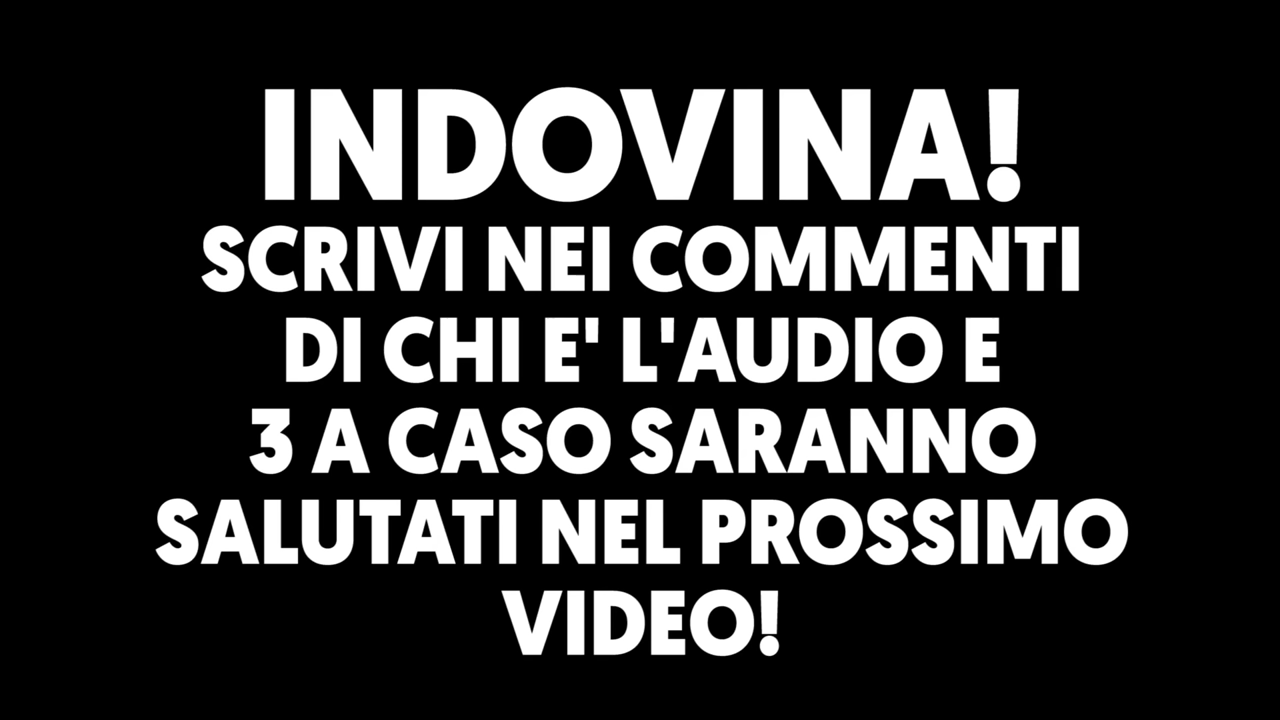 INDOVINA!
SCRIVI NEI COMMENTI
DI CHI E' L'AUDIO E
3 A CASO SARANNO
SALUTATI NEL PROSSIMO
VIDEO!